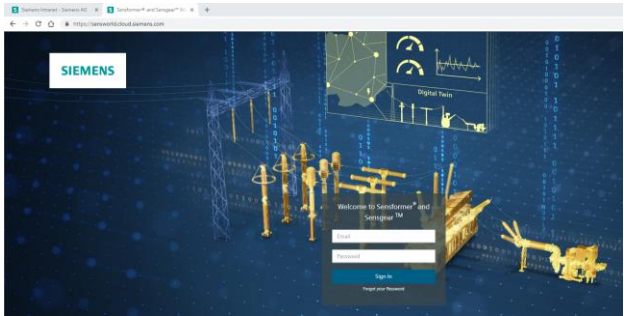 Siemens Intranet - Siemens AG
Sensformer® and Sensgear™
https://sensworldcloud.siemens.com
SIEMENS
Digital Twin
Welcome to Sensformer® and
Sensgear™
Email
Password
Sign In
Forgot your Password